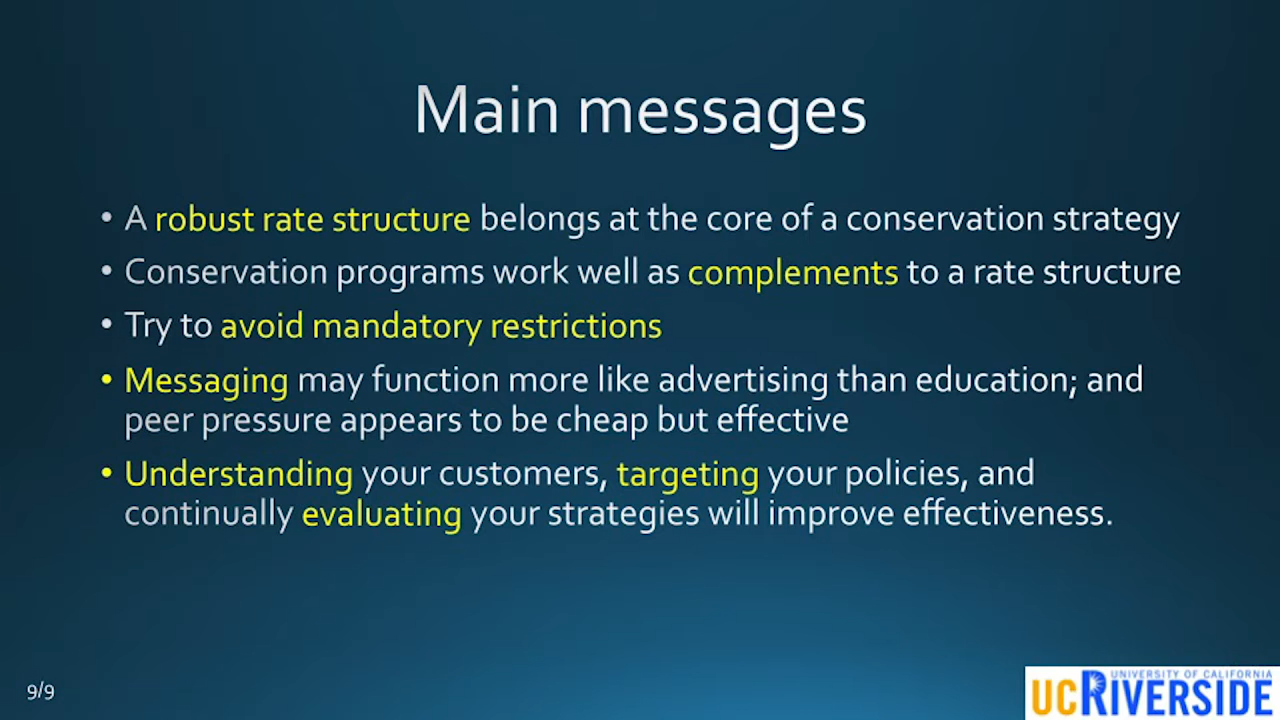 Main messages
• A robust rate structure belongs at the core of a conservation strategy
• Conservation programs work well as complements to a rate structure
• Try to avoid mandatory restrictions
• Messaging may function more like advertising than education; and
peer pressure appears to be cheap but effective
• Understanding your customers, targeting your policies, and
continually evaluating your strategies will improve effectiveness.
9/9
UNIVERSITY OF CALIFORNIA
UCRIVERSIDE